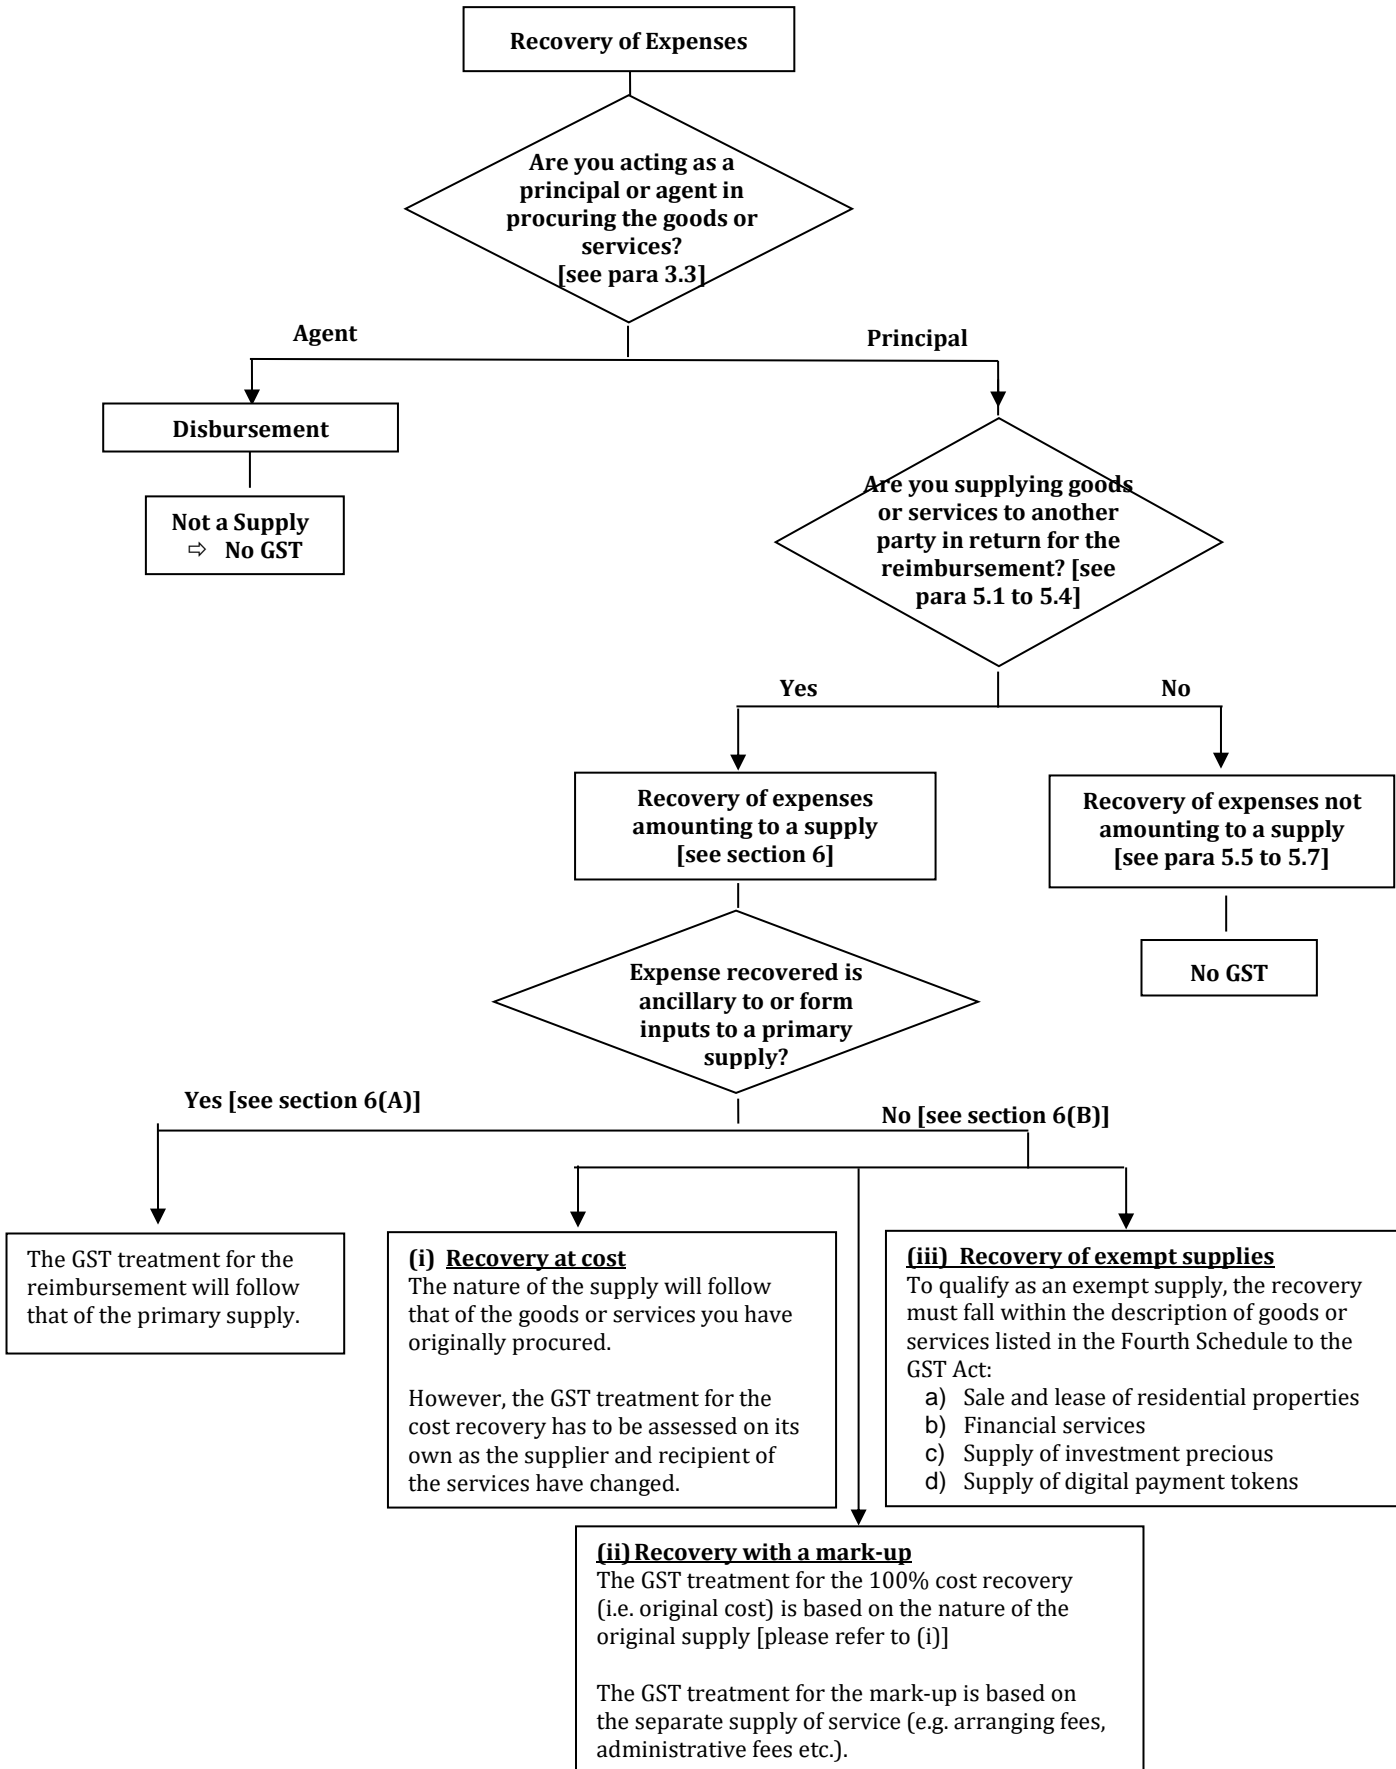 Recovery of Expenses
Are you acting as a
principal or agent in
procuring the goods or
services?
[see para 3.3]
Agent
Principal
Disbursement
Not a Supply
⇨ No GST
Are you supplying goods
or services to another
party in return for the
reimbursement? [see
para 5.1 to 5.4]
Yes
No
Recovery of expenses
amounting to a supply
[see section 6]
Recovery of expenses not
amounting to a supply
[see para 5.5 to 5.7]
No GST
Expense recovered is
ancillary to or form
inputs to a primary
supply?
Yes [see section 6(A)]
No [see section 6(B)]
The GST treatment for the
reimbursement will follow
that of the primary supply.
(i) Recovery at cost
The nature of the supply will follow
that of the goods or services you have
originally procured.
However, the GST treatment for the
cost recovery has to be assessed on its
own as the supplier and recipient of
the services have changed.
(iii) Recovery of exempt supplies
To qualify as an exempt supply, the recovery
must fall within the description of goods or
services listed in the Fourth Schedule to the
GST Act:
a) Sale and lease of residential properties
b) Financial services
c) Supply of investment precious
d) Supply of digital payment tokens
(ii) Recovery with a mark-up
The GST treatment for the 100% cost recovery
(i.e. original cost) is based on the nature of the
original supply [please refer to (i)]
The GST treatment for the mark-up is based on
the separate supply of service (e.g. arranging fees,
administrative fees etc.).